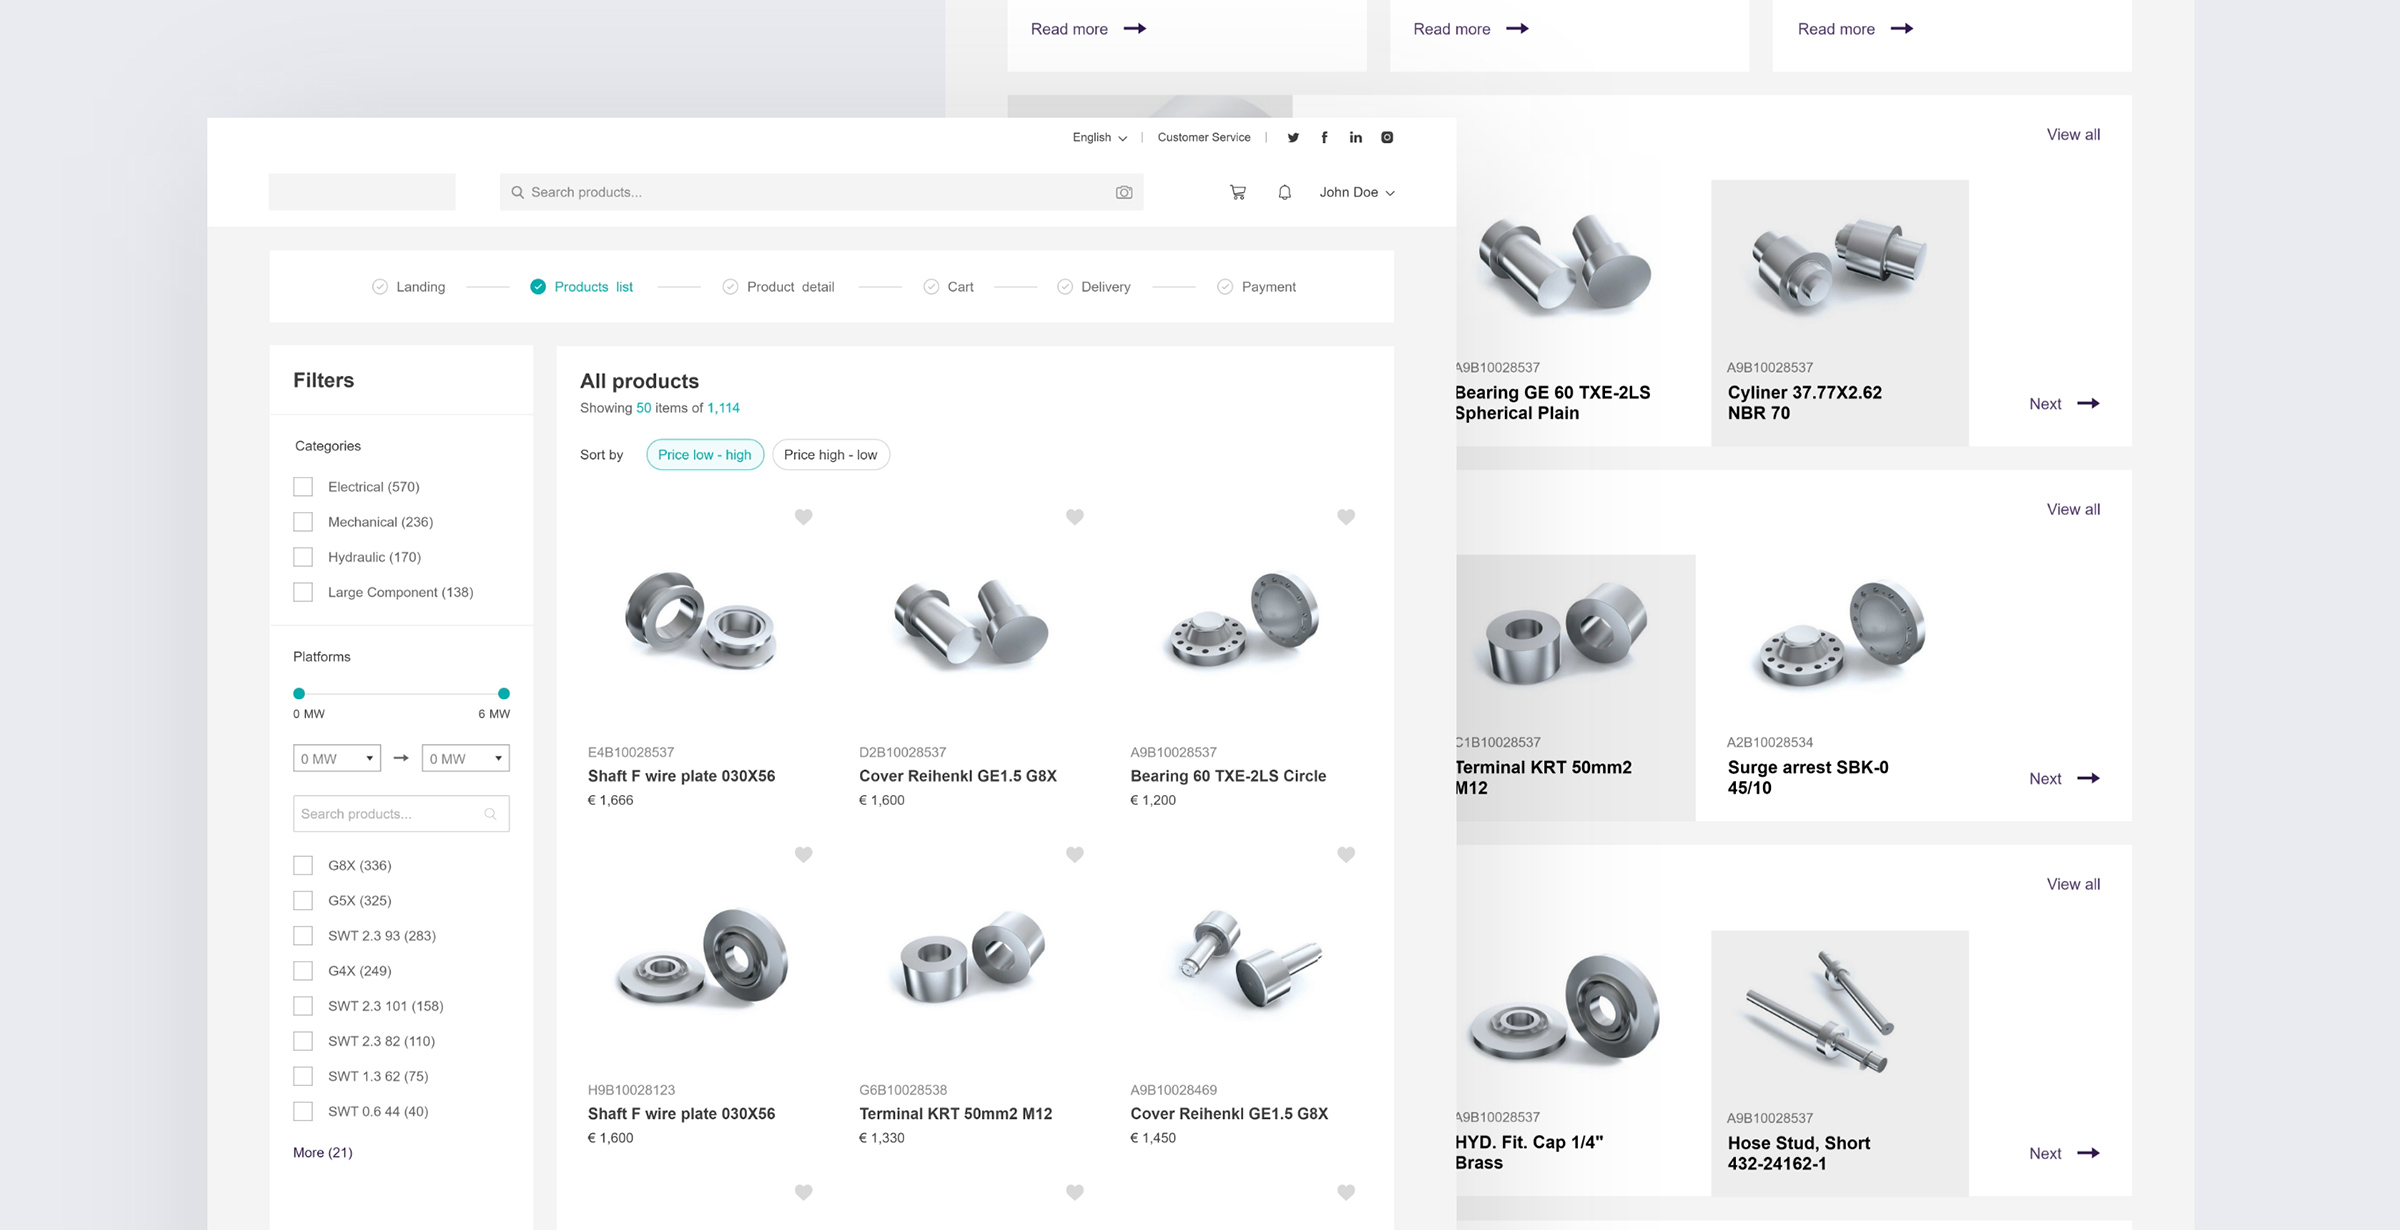 Read more
Read more
Read more
English
Customer Service
Search products...
John Doe
Landing
Products list
Product detail
Cart
Delivery
Payment
Filters
Categories
Electrical (570)
Mechanical (236)
Hydraulic (170)
Large Component (138)
Platforms
0 MW
6 MW
0 MW
0 MW
Search products...
G8X (336)
G5X (325)
SWT 2.3 93 (283)
G4X (249)
SWT 2.3 101 (158)
SWT 2.3 82 (110)
SWT 1.3 62 (75)
SWT 0.6 44 (40)
More (21)
All products
Showing 50 items of 1,114
Sort by
Price low - high
Price high - low
E4B10028537
Shaft F wire plate 030X56
€ 1,666
D2B10028537
Cover Reihenkl GE1.5 G8X
€ 1,600
A9B10028537
Bearing 60 TXE-2LS Circle
€ 1,200
H9B10028123
Shaft F wire plate 030X56
€ 1,600
G6B10028538
Terminal KRT 50mm2 M12
€ 1,330
A9B10028469
Cover Reihenkl GE1.5 G8X
€ 1,450
View all
A9B10028537
Bearing GE 60 TXE-2LS
Spherical Plain
A9B10028537
Cyliner 37.77X2.62
NBR 70
Next
View all
C1B10028537
Terminal KRT 50mm2
M12
A2B10028534
Surge arrest SBK-0
45/10
Next
View all
A9B10028537
HYD. Fit. Cap 1/4"
Brass
A9B10028537
Hose Stud, Short
432-24162-1
Next